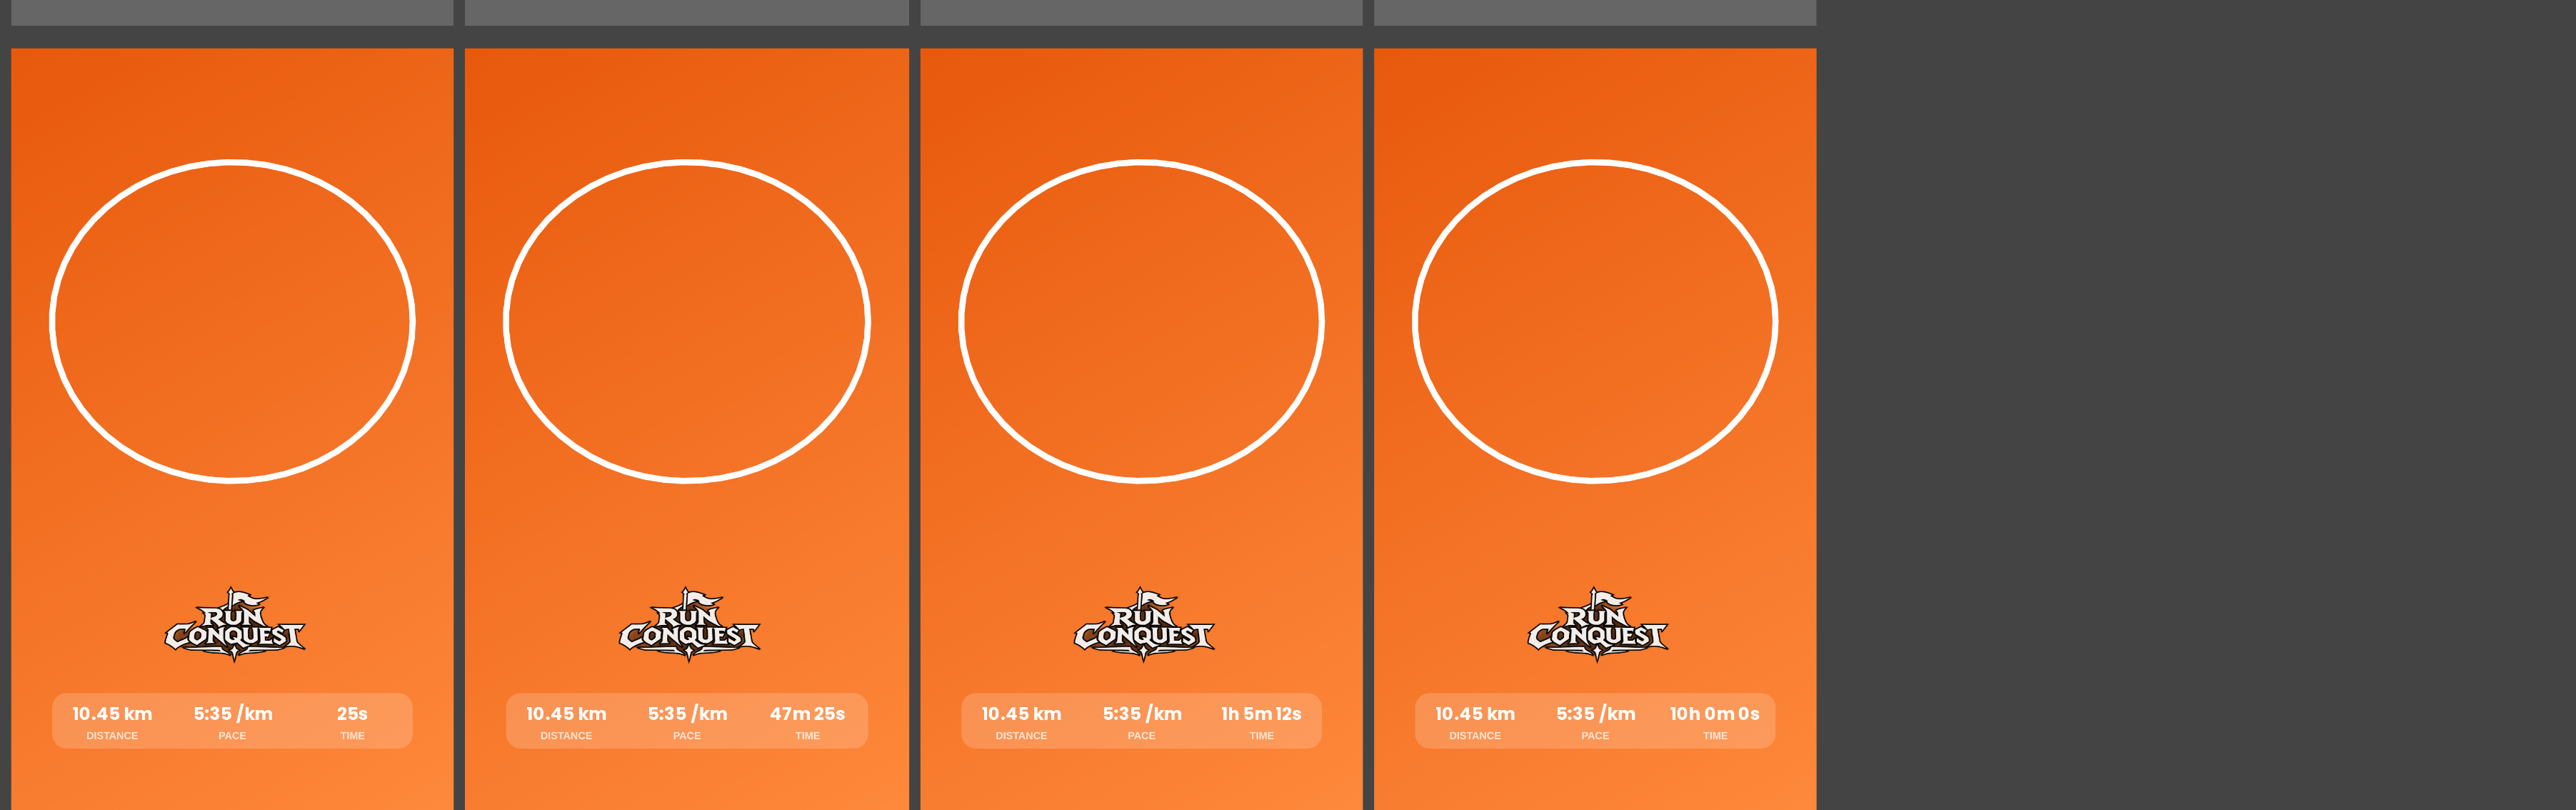 RUN
CONQUEST
10.45 km 5:35 /km 25s
DISTANCE PACE TIME
RUN
CONQUEST
10.45 km 5:35 /km 47m 25s
DISTANCE PACE TIME
RUN
CONQUEST
10.45 km 5:35 /km 1h 5m 12s
DISTANCE PACE TIME
RUN
CONQUEST
10.45 km 5:35 /km 10h 0m 0s
DISTANCE PACE TIME